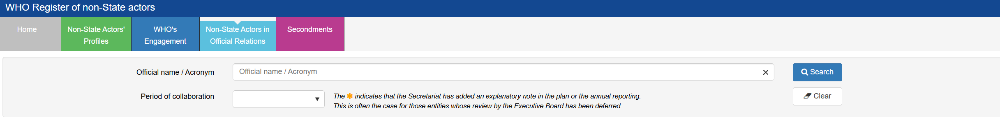 WHO Register of non-State actors
Home
Non-State Actors'
Profiles
WHO's
Engagement
Non-State Actors in
Official Relations
Secondments
Official name / Acronym
Official name / Acronym
Search
Period of collaboration
The * indicates that the Secretariat has added an explanatory note in the plan or the annual reporting.
This is often the case for those entities whose review by the Executive Board has been deferred.
Clear